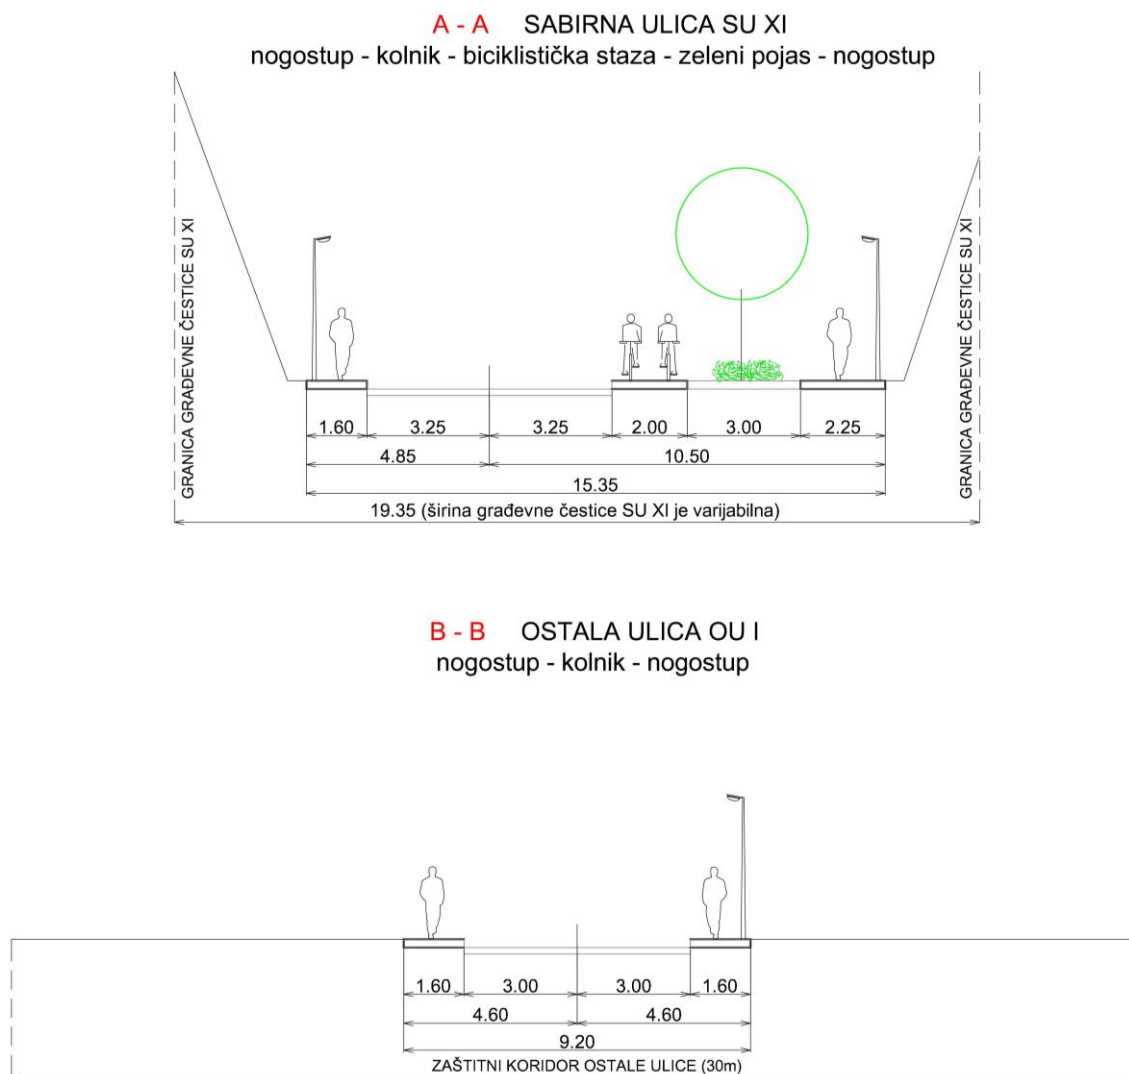 A - A SABIRNA ULICA SU XI
nogostup - kolnik - biciklistička staza - zeleni pojas - nogostup
GRANICA GRAĐEVNE ČESTICE SU XI
GRANICA GRAĐEVNE ČESTICE SU XI
1.60 3.25 3.25 2.00 3.00 2.25
4.85 10.50
15.35
19.35 (širina građevne čestice SU XI je varijabilna)
B - B OSTALA ULICA OU I
nogostup - kolnik - nogostup
1.60 3.00 3.00 1.60
4.60 4.60
9.20
ZAŠTITNI KORIDOR OSTALE ULICE (30m)